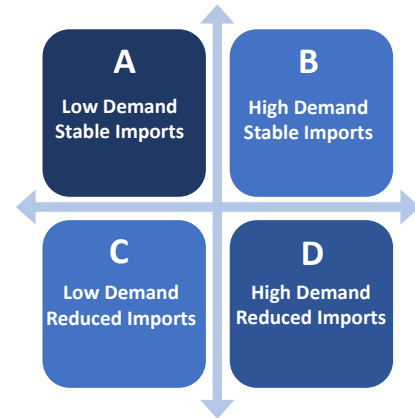 A
Low Demand
Stable Imports
B
High Demand
Stable Imports
C
Low Demand
Reduced Imports
D
High Demand
Reduced Imports